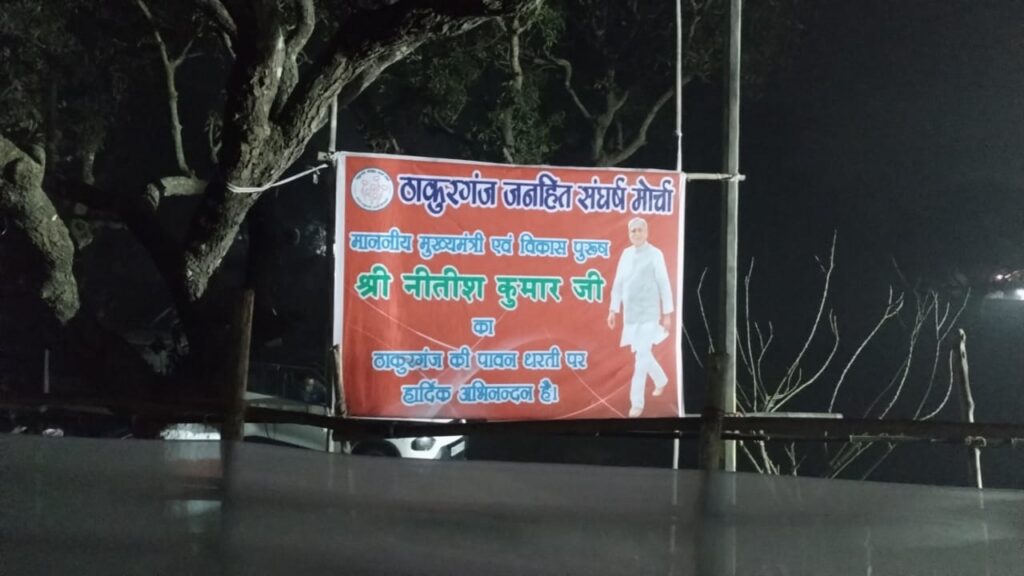 ठाकुरगंज जनहित संघर्ष मोर्चा
माननीय मुख्यमंत्री एवं विकास पुरूष
श्री नीतीश कुमार जी
का
ठाकुरगंज की पावन धरती पर
हार्दिक अभिनन्दन है।